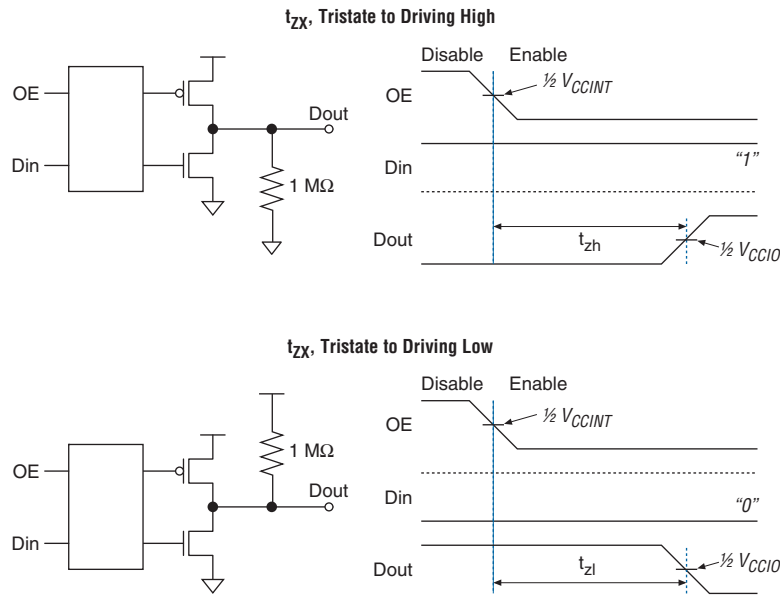 tZX, Tristate to Driving High
Disable Enable
OE
Din
Dout
1 MΩ
OE
½ VCCINT
Din
"1"
Dout
tzh
½ VCCIO
tZX, Tristate to Driving Low
Disable Enable
OE
Din
1 MΩ
Dout
OE
½ VCCINT
Din
"0"
Dout
tzl
½ VCCIO